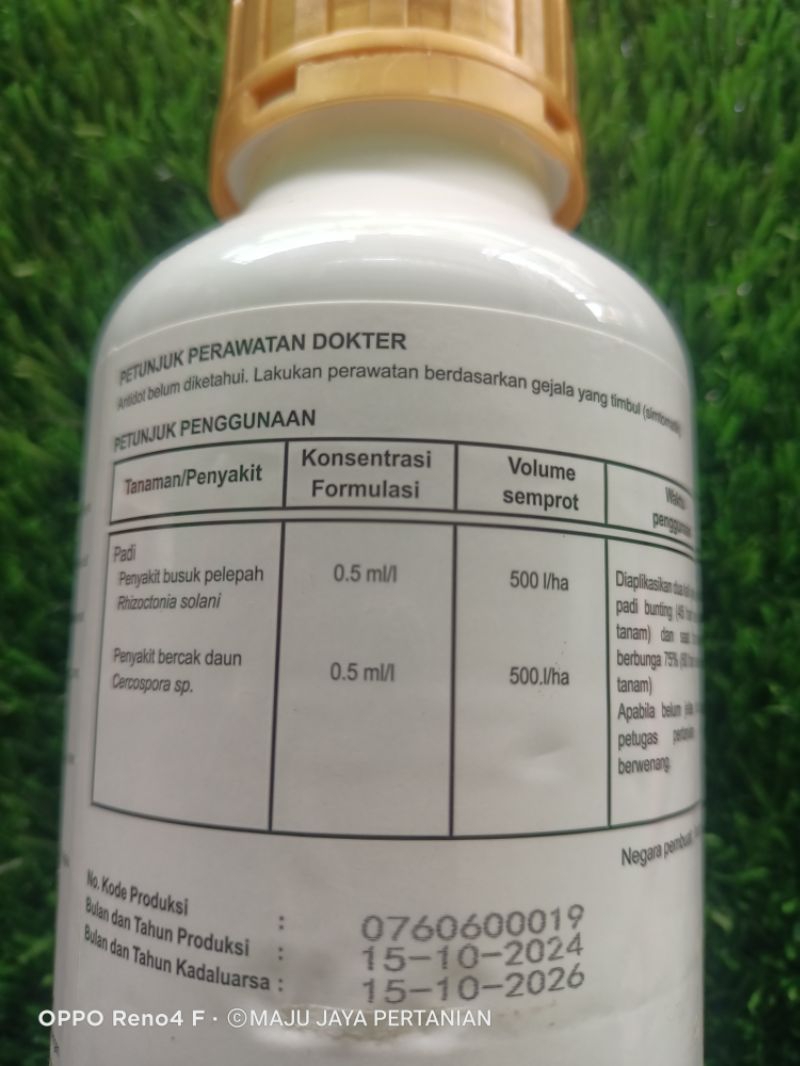 PETUNJUK PERAWATAN DOKTER
Antidot belum diketahui. Lakukan perawatan berdasarkan gejala yang timbul
PETUNJUK PENGGUNAAN
Tanaman/Penyakit
Konsentrasi
Formulasi
Volume
semprot
Padi
Penyakit busuk pelepah
Rhizoctonia solani
0.5 ml/l
500 l/ha
Penyakit bercak daun
Cercospora sp.
0.5 ml/l
500.l/ha
Diaplikasikan dua
padi bunting (45
tanam) dan
berbunga 75%
tanam)
Apabila belum
petugas
berwenang.
Negara
No. Kode Produksi : 0760600019
Bulan dan Tahun Produksi : 15-10-2024
Bulan dan Tahun Kadaluarsa : 15-10-2026
OPPO Reno4 F · ©MAJU JAYA PERTANIAN